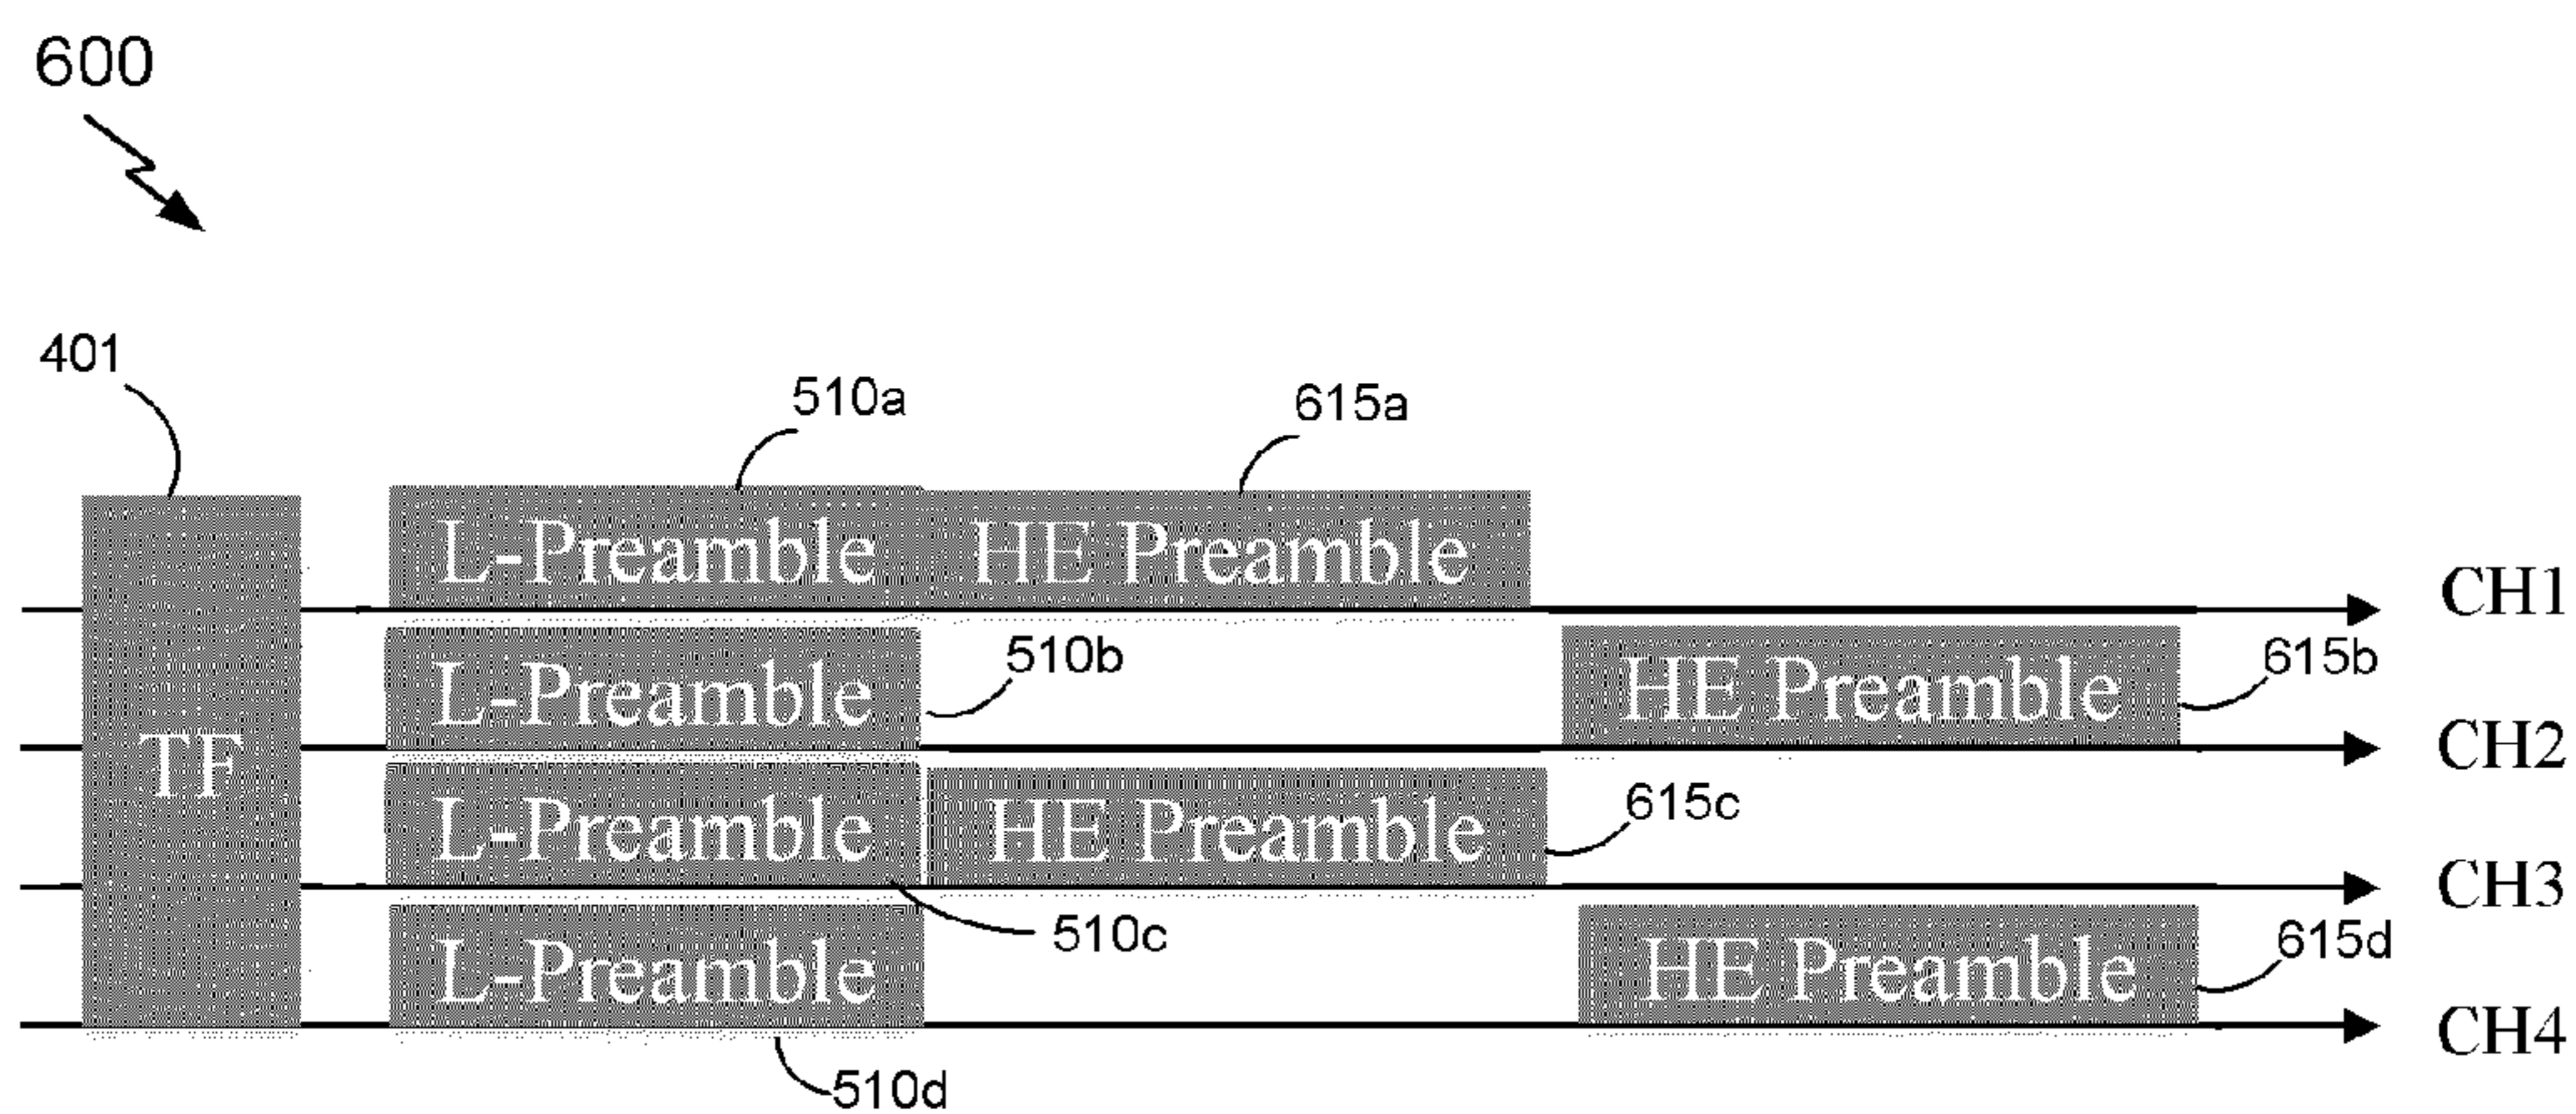 600
401
510a
615a
L-Preamble
HE Preamble
CH1
510b
615b
L-Preamble
HE Preamble
TF
CH2
615c
L-Preamble
HE Preamble
CH3
510c
615d
L-Preamble
HE Preamble
CH4
510d